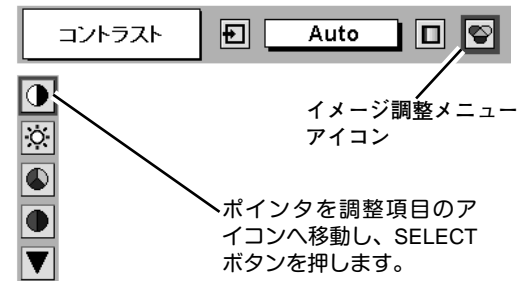 コントラスト
Auto
イメージ調整メニュー
アイコン
ポインタを調整項目のア
イコンへ移動し、SELECT
ボタンを押します。